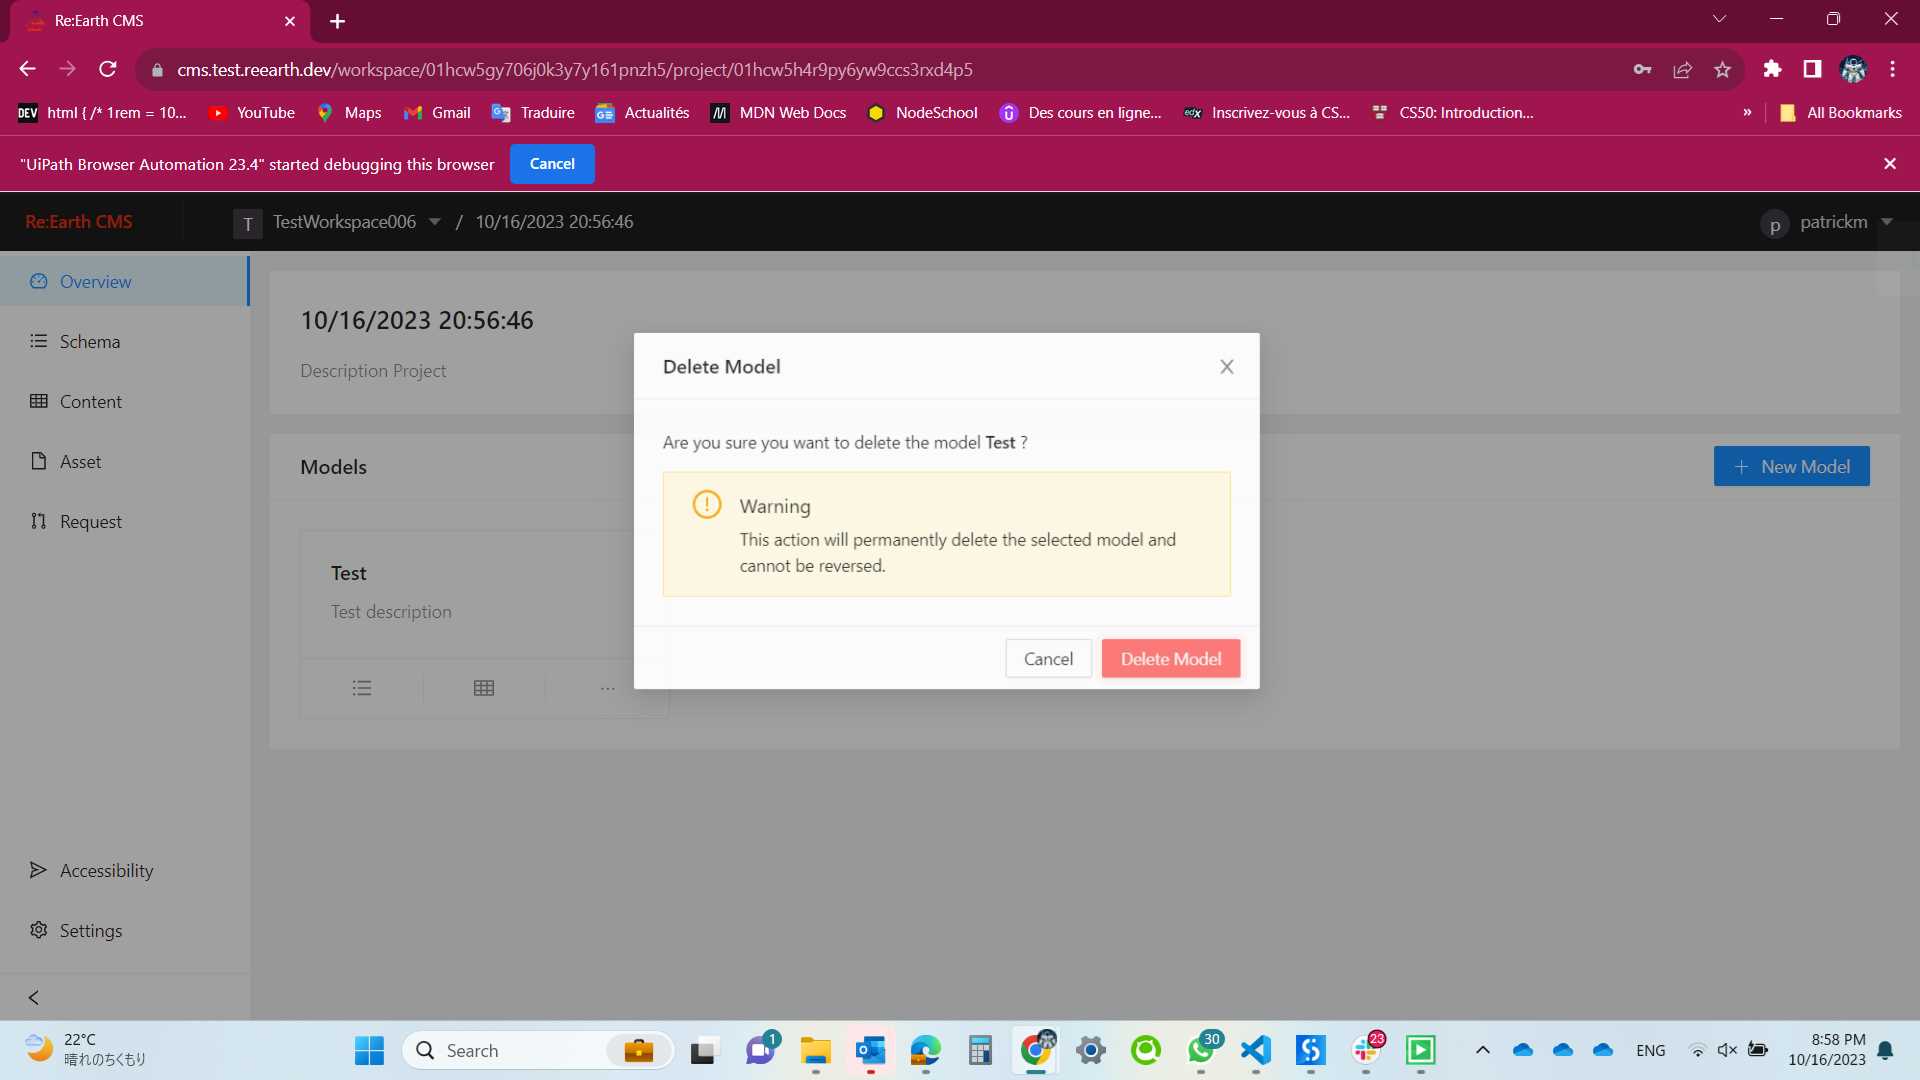 Re:Earth CMS
cms.test.reearth.dev/workspace/01hcw5gy706j0k3y7y161pnzh5/project/01hcw5h4r9py6yw9ccs3rxd4p5
DEV html { /* 1rem = 10... YouTube Maps Gmail Traduire Actualités MDN Web Docs NodeSchool Des cours en ligne... edX Inscrivez-vous à CS... CS50: Introduction... » All Bookmarks
"UiPath Browser Automation 23.4" started debugging this browser Cancel
Re:Earth CMS T TestWorkspace006 / 10/16/2023 20:56:46 p patrickm
Overview
Schema
Content
Asset
Request
Accessibility
Settings
10/16/2023 20:56:46
Description Project
Models
New Model
Test
Test description
Delete Model
Are you sure you want to delete the model Test ?
Warning
This action will permanently delete the selected model and
cannot be reversed.
Cancel Delete Model
22°C
晴れのちくもり
Search
1
30
23
ENG
8:58 PM
10/16/2023